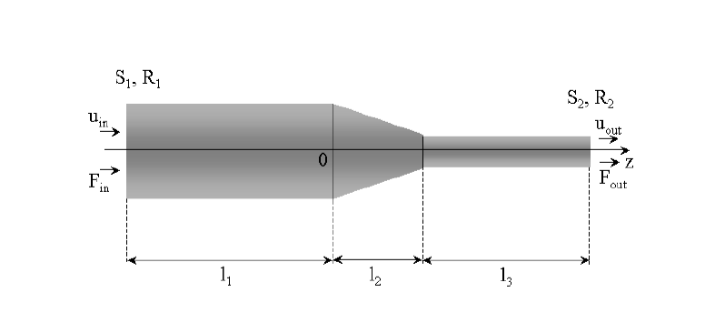 S₁, R₁
S₂, R₂
uᵢₙ
uₒᵤₜ
0
z
Fᵢₙ
Fₒᵤₜ
l₁
l₂
l₃